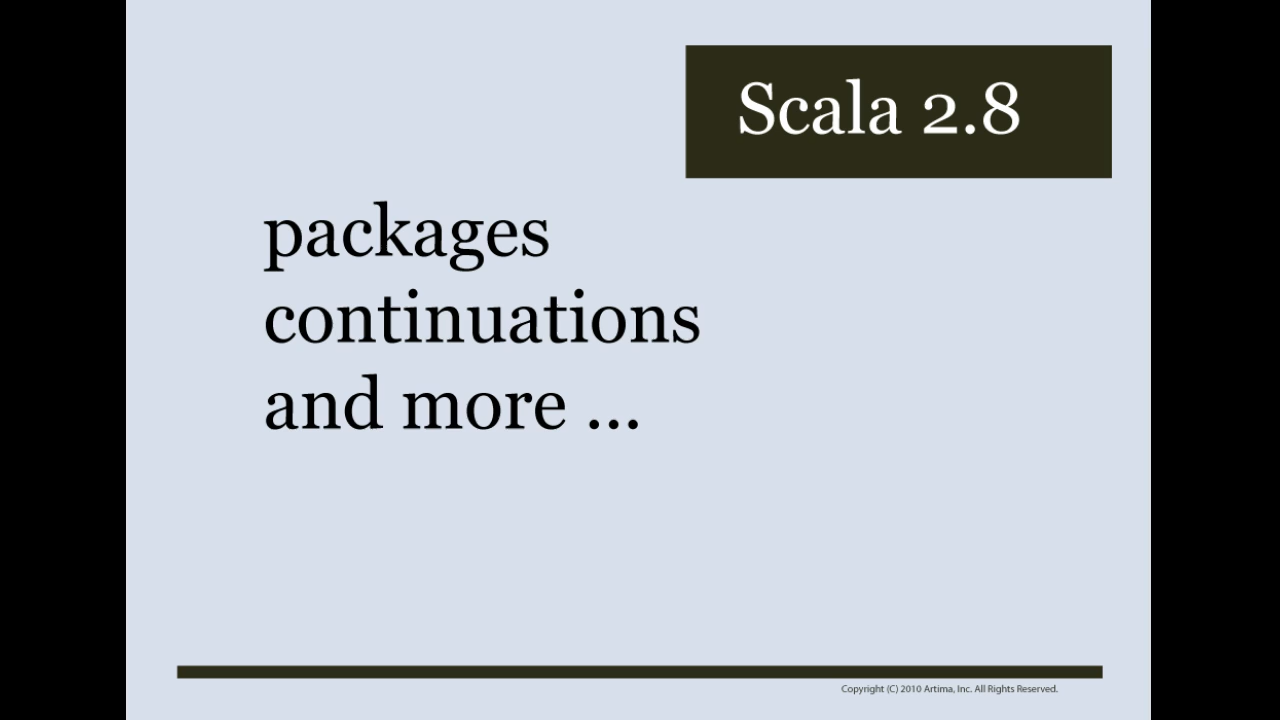 Scala 2.8
packages
continuations
and more ...
Copyright (C) 2010 Artima, Inc. All Rights Reserved.